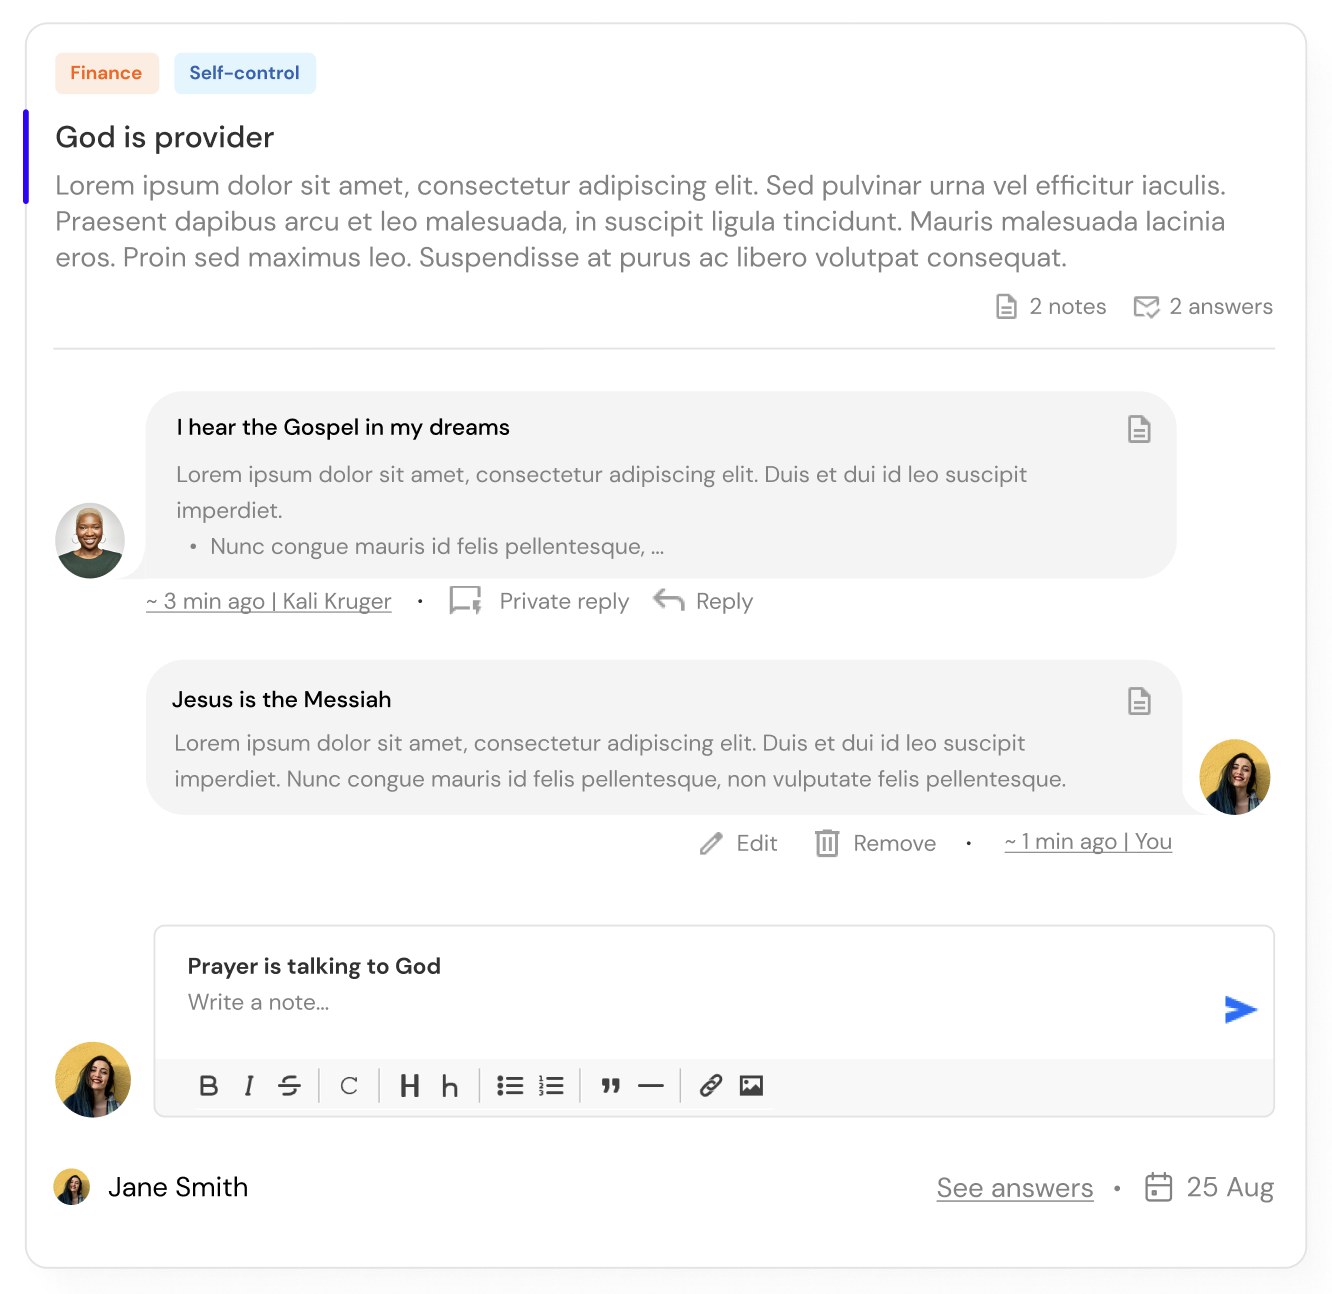 Finance Self-control
God is provider
Lorem ipsum dolor sit amet, consectetur adipiscing elit. Sed pulvinar urna vel efficitur iaculis.
Praesent dapibus arcu et leo malesuada, in suscipit ligula tincidunt. Mauris malesuada lacinia
eros. Proin sed maximus leo. Suspendisse at purus ac libero volutpat consequat.
2 notes 2 answers
I hear the Gospel in my dreams
Lorem ipsum dolor sit amet, consectetur adipiscing elit. Duis et dui id leo suscipit
imperdiet.
• Nunc congue mauris id felis pellentesque, ...
~ 3 min ago | Kali Kruger • Private reply Reply
Jesus is the Messiah
Lorem ipsum dolor sit amet, consectetur adipiscing elit. Duis et dui id leo suscipit
imperdiet. Nunc congue mauris id felis pellentesque, non vulputate felis pellentesque.
Edit Remove • ~ 1 min ago | You
Prayer is talking to God
Write a note...
B I S C H h
Jane Smith See answers • 25 Aug